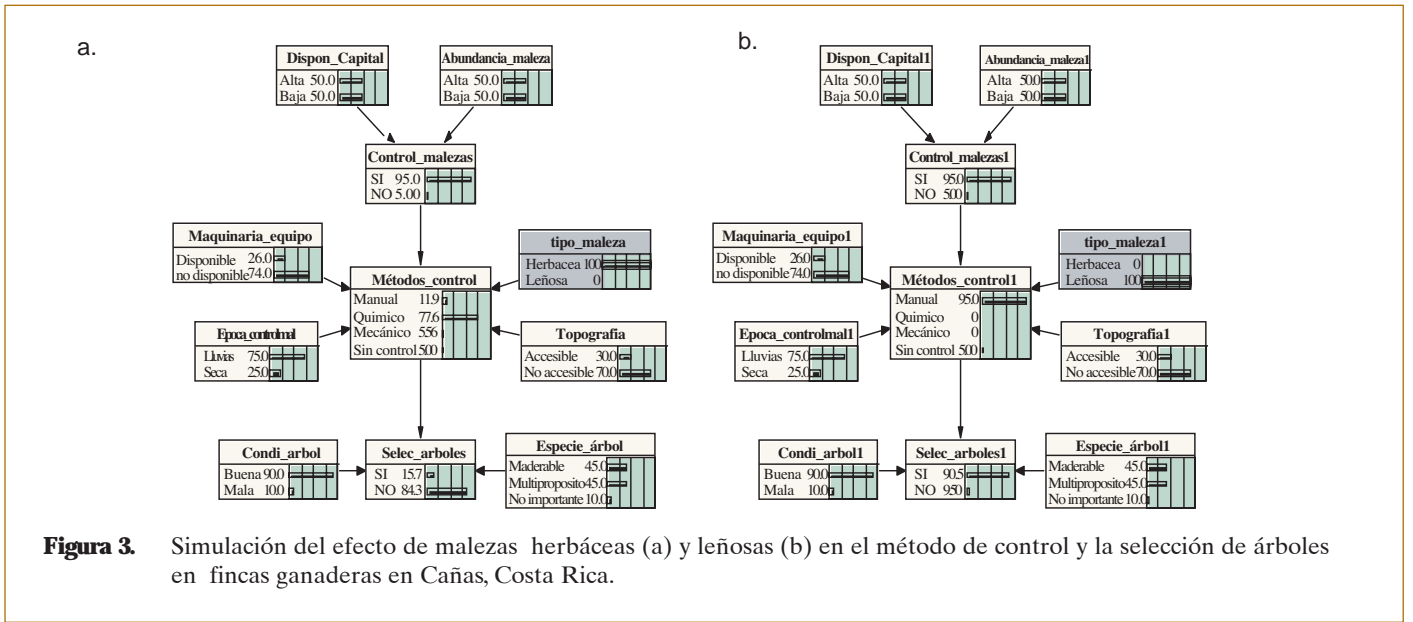 a.
Dispon_Capital
Alta 50.0
Baja 50.0
Abundancia_maleza
Alta 50.0
Baja 50.0
Control_malezas
SI 95.0
NO 5.00
Maquinaria_equipo
Disponible 26.0
no disponible 74.0
tipo_maleza
Herbacea 100
Leñosa 0
Métodos_control
Manual 11.9
Quimico 77.6
Mecánico 5.56
Sin control 5.00
Epoca_controlmal
Lluvias 75.0
Seca 25.0
Topografia
Accesible 30.0
No accesible 70.0
Condi_arbol
Buena 90.0
Mala 10.0
Selec_arboles
SI 15.7
NO 84.3
Especie_árbol
Maderable 45.0
Multiproposito 45.0
No importante 10.0
b.
Dispon_Capital1
Alta 50.0
Baja 50.0
Abundancia_maleza1
Alta 50.0
Baja 50.0
Control_malezas1
SI 95.0
NO 5.00
Maquinaria_equipo1
Disponible 26.0
no disponible 74.0
tipo_maleza1
Herbacea 0
Leñosa 100
Métodos_control1
Manual 95.0
Quimico 0
Mecánico 0
Sin control 5.00
Epoca_controlmal1
Lluvias 75.0
Seca 25.0
Topografia1
Accesible 30.0
No accesible 70.0
Condi_arbol1
Buena 90.0
Mala 10.0
Selec_arboles1
SI 90.5
NO 9.50
Especie_árbol1
Maderable 45.0
Multiproposito 45.0
No importante 10.0
Figura 3. Simulación del efecto de malezas herbáceas (a) y leñosas (b) en el método de control y la selección de árboles
en fincas ganaderas en Cañas, Costa Rica.